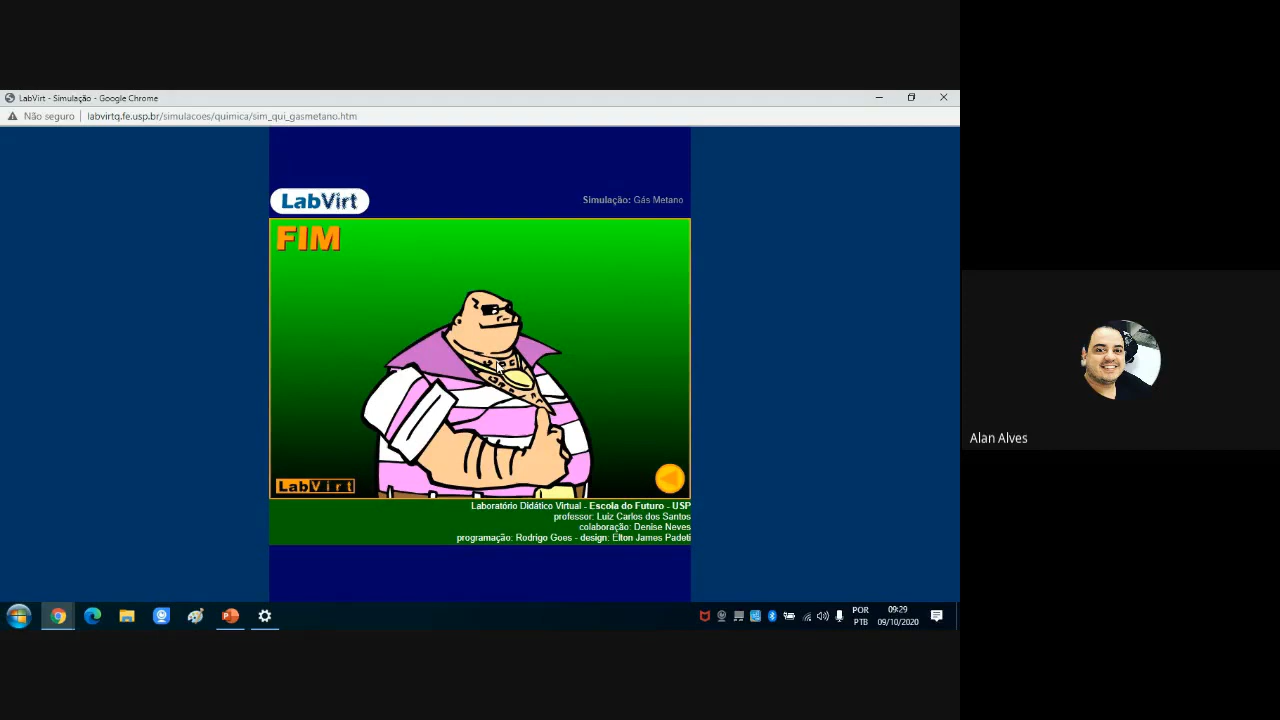 LabVirt - Simulação - Google Chrome
Não seguro
labvirtq.fe.usp.br/simulacoes/quimica/sim_qui_gasmetano.htm
LabVirt
Simulação: Gás Metano
FIM
LabVirt
Laboratório Didático Virtual - Escola do Futuro - USP
professor: Luiz Carlos dos Santos
colaboração: Denise Neves
programação: Rodrigo Goes - design: Elton James Padeti
Alan Alves
POR
PTB
09:29
09/10/2020